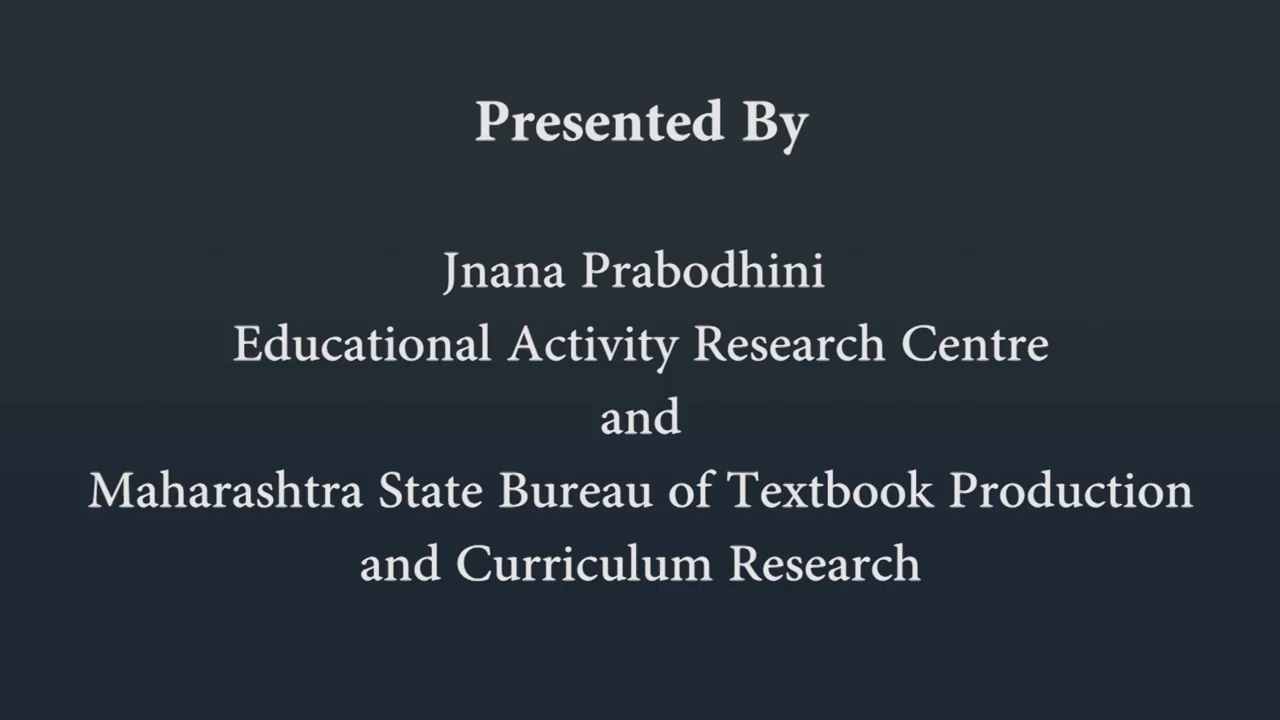 Presented By
Jnana Prabodhini
Educational Activity Research Centre
and
Maharashtra State Bureau of Textbook Production
and Curriculum Research